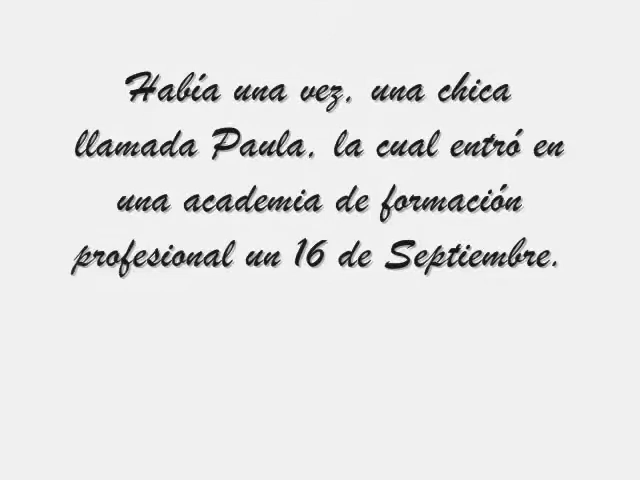 Había una vez, una chica
llamada Paula, la cual entró en
una academia de formación
profesional un 16 de Septiembre.